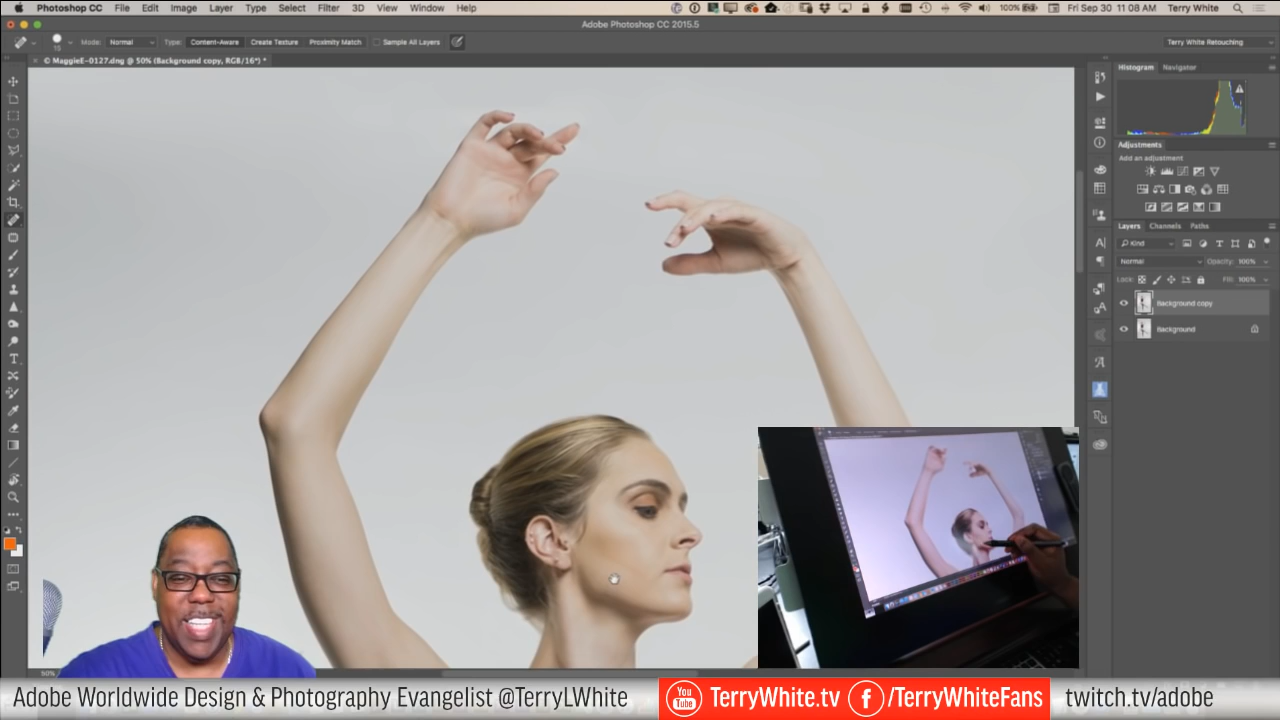 Photoshop CC File Edit Image Layer Type Select Filter 3D View Window Help 100% Fri Sep 30 11:08 AM Terry White
Adobe Photoshop CC 2015.5
15 Mode: Normal Type: Content-Aware Create Texture Proximity Match Sample All Layers Terry White Retouching
© MaggieE-0127.dng @ 50% (Background copy, RGB/16*) *
Histogram Navigator
Adjustments
Add an adjustment
Layers Channels Paths
Kind
Normal Opacity: 100%
Lock: Fill: 100%
Background copy
Background
50%
Adobe Worldwide Design & Photography Evangelist @TerryLWhite You Tube TerryWhite.tv f /TerryWhiteFans twitch.tv/adobe